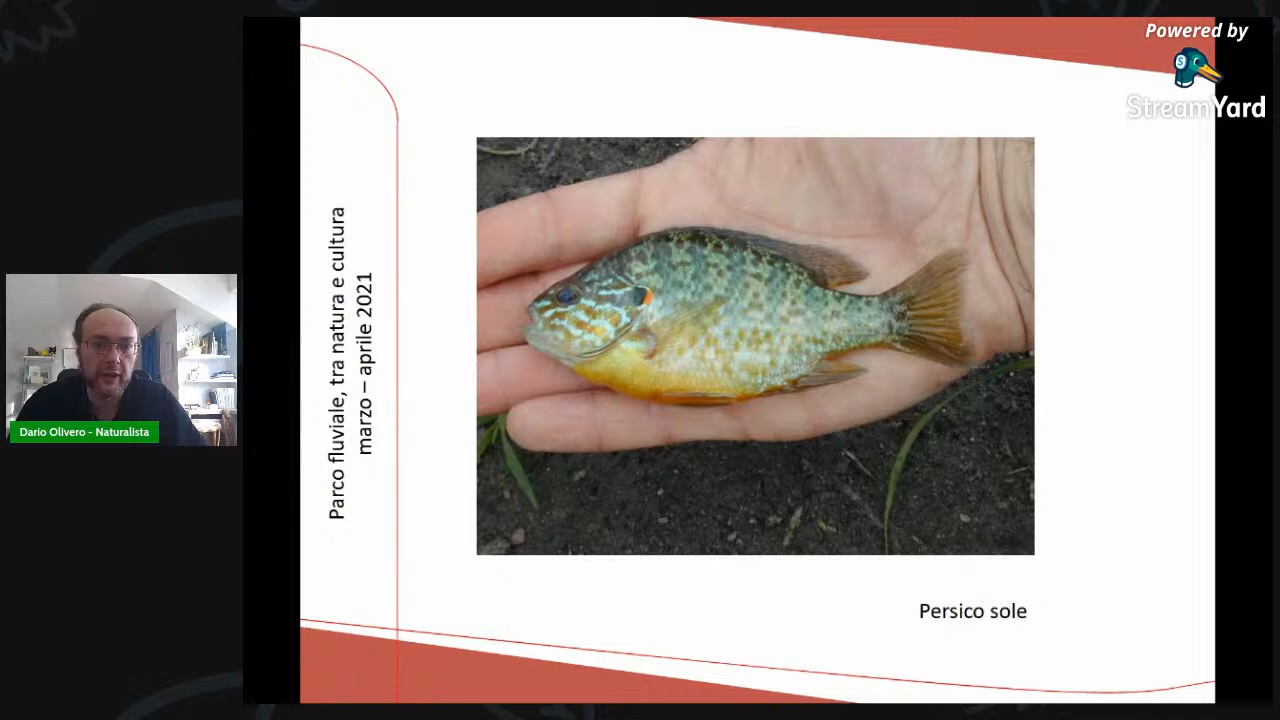 Powered by
StreamYard
Parco fluviale, tra natura e cultura
marzo – aprile 2021
Dario Olivero - Naturalista
Persico sole